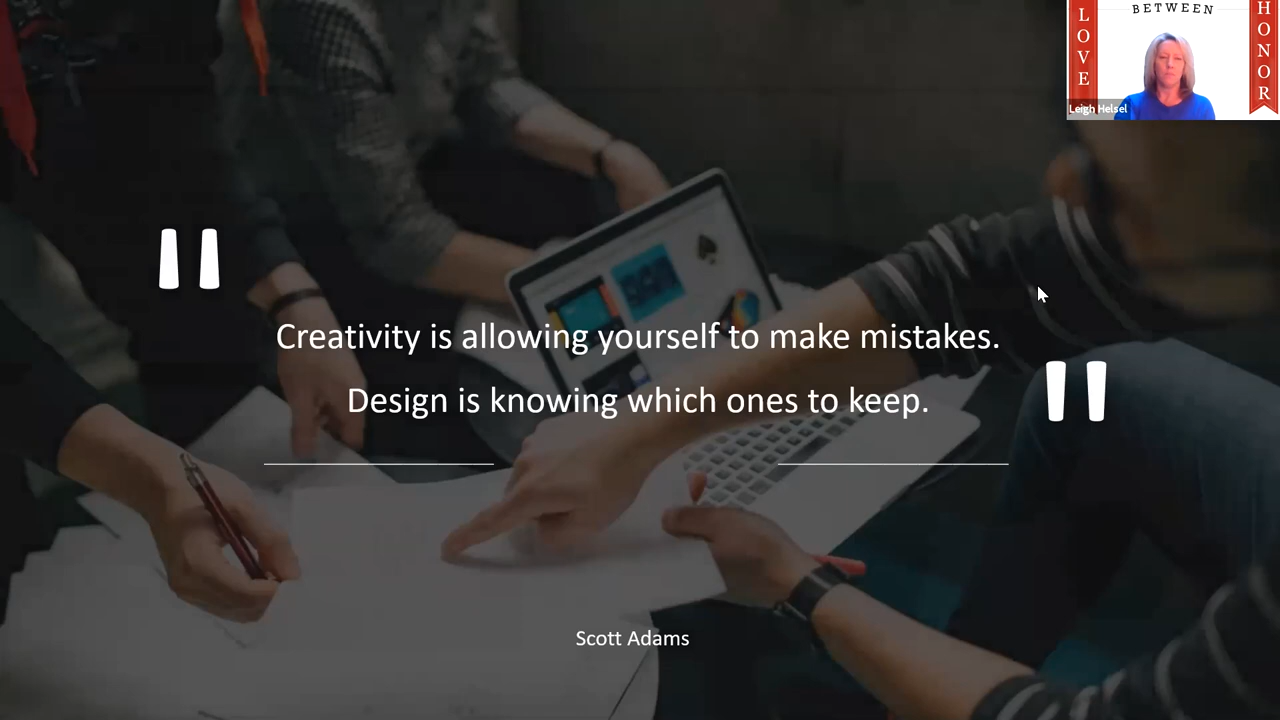 BETWEEN
LOVE
HONOR
Leigh Helsel
"
Creativity is allowing yourself to make mistakes.
Design is knowing which ones to keep.
"
Scott Adams